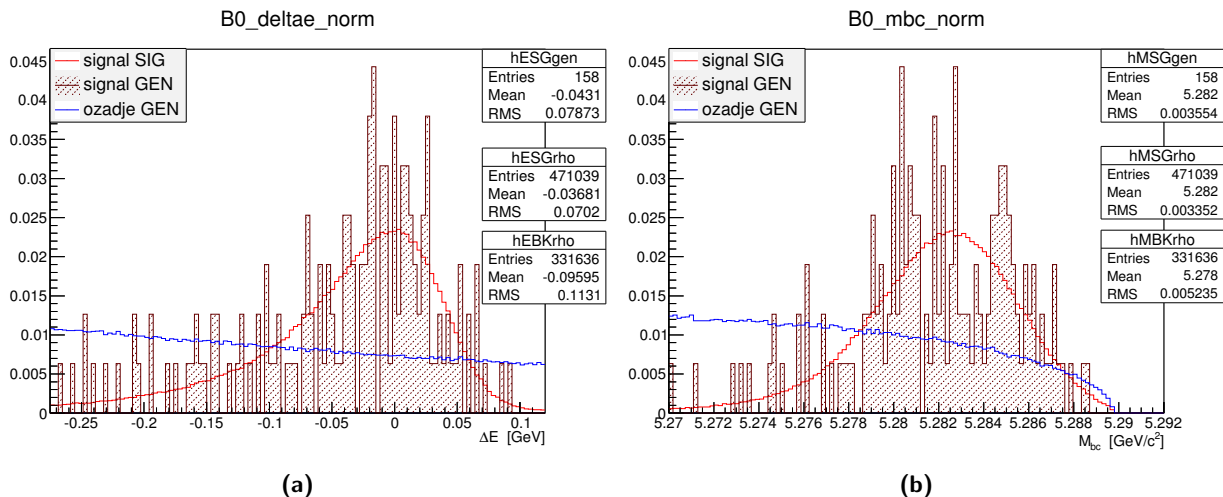 B0_deltae_norm
signal SIG
signal GEN
ozadje GEN
hESGgen
Entries 158
Mean -0.0431
RMS 0.07873
hESGrho
Entries 471039
Mean -0.03681
RMS 0.0702
hEBKrho
Entries 331636
Mean -0.09595
RMS 0.1131
0.045
0.04
0.035
0.03
0.025
0.02
0.015
0.01
0.005
0
-0.25 -0.2 -0.15 -0.1 -0.05 0 0.05 0.1
ΔE [GeV]
(a)
B0_mbc_norm
signal SIG
signal GEN
ozadje GEN
hMSGgen
Entries 158
Mean 5.282
RMS 0.003554
hMSGrho
Entries 471039
Mean 5.282
RMS 0.003352
hMBKrho
Entries 331636
Mean 5.278
RMS 0.005235
0.045
0.04
0.035
0.03
0.025
0.02
0.015
0.01
0.005
0
5.27 5.272 5.274 5.276 5.278 5.28 5.282 5.284 5.286 5.288 5.29 5.292
M_bc [GeV/c²]
(b)